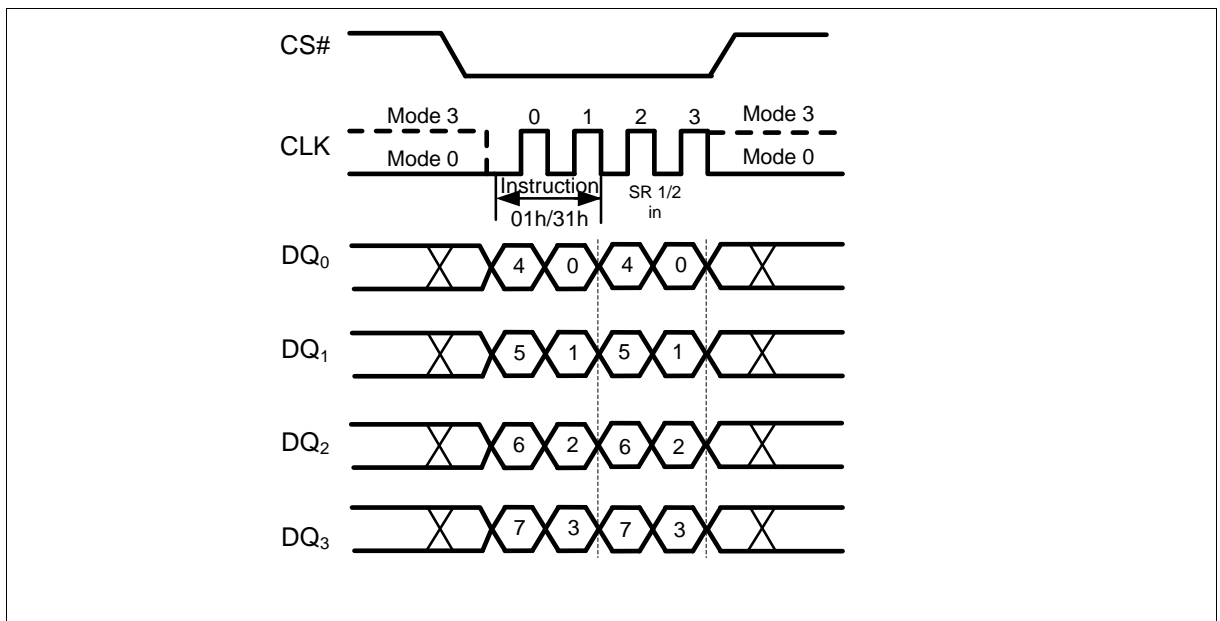 CS#
Mode 3 0 1 2 3 Mode 3
CLK
Mode 0 Mode 0
Instruction SR 1/2
01h/31h in
DQ0 4 0 4 0
DQ1 5 1 5 1
DQ2 6 2 6 2
DQ3 7 3 7 3